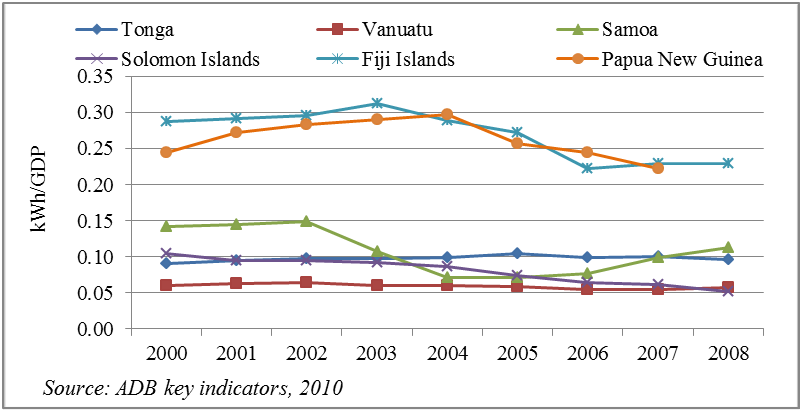 Tonga Vanuatu Samoa
Solomon Islands Fiji Islands Papua New Guinea
0.35
0.30
0.25
0.20
0.15
0.10
0.05
0.00
kWh/GDP
2000 2001 2002 2003 2004 2005 2006 2007 2008
Source: ADB key indicators, 2010